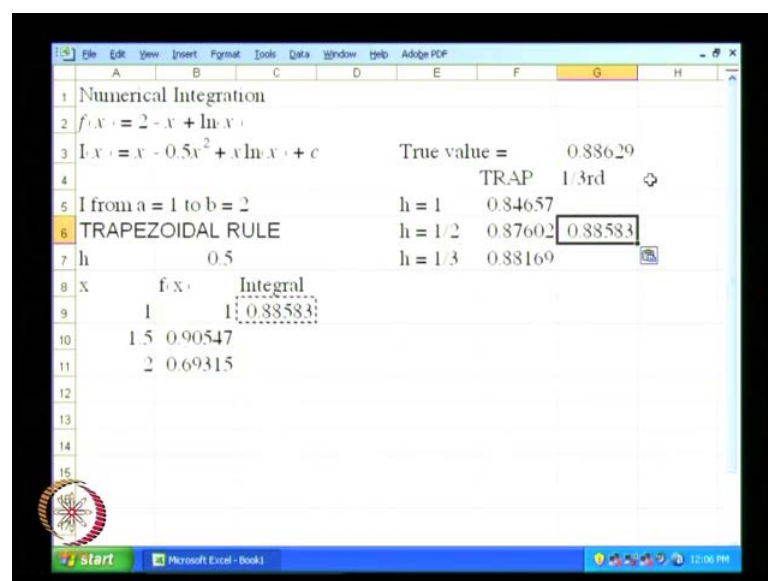 File Edit View Insert Format Tools Data Window Help Adobe PDF
A B C D E F G H
1 Numerical Integration
2 f(x) = 2 - x + ln(x)
3 I(x) = x - 0.5x² + x ln(x) + c True value = 0.88629
4 TRAP 1/3rd
5 I from a = 1 to b = 2 h = 1 0.84657
6 TRAPEZOIDAL RULE h = 1/2 0.87602 0.88583
7 h 0.5 h = 1/3 0.88169
8 x f(x) Integral
9 1 1 0.88583
10 1.5 0.90547
11 2 0.69315
12
13
14
15
start Microsoft Excel - Book1 12:06 PM